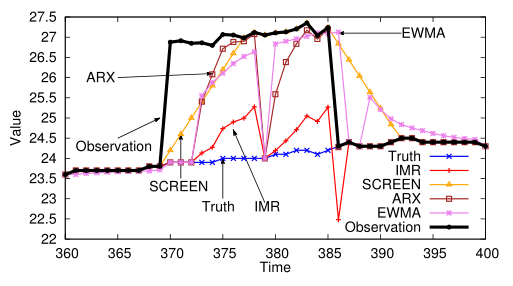 27.5
27
26.5
26
25.5
25
24.5
24
23.5
23
22.5
22
Value
360
365
370
375
380
385
390
395
400
Time
EWMA
ARX
Observation
SCREEN
Truth
IMR
Truth
IMR
SCREEN
ARX
EWMA
Observation